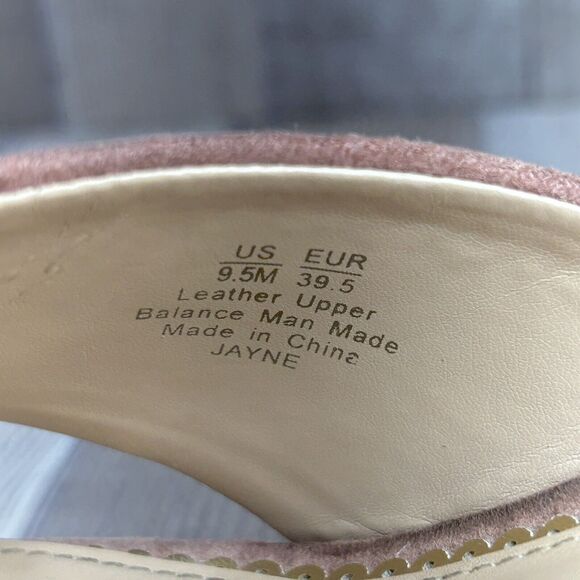 US EUR
9.5M 39.5
Leather Upper
Balance Man Made
Made in China
JAYNE